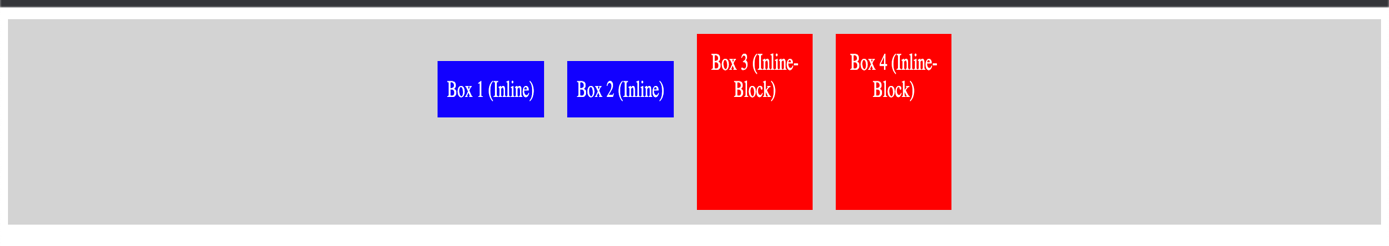 Box 1 (Inline)
Box 2 (Inline)
Box 3 (Inline-
Block)
Box 4 (Inline-
Block)